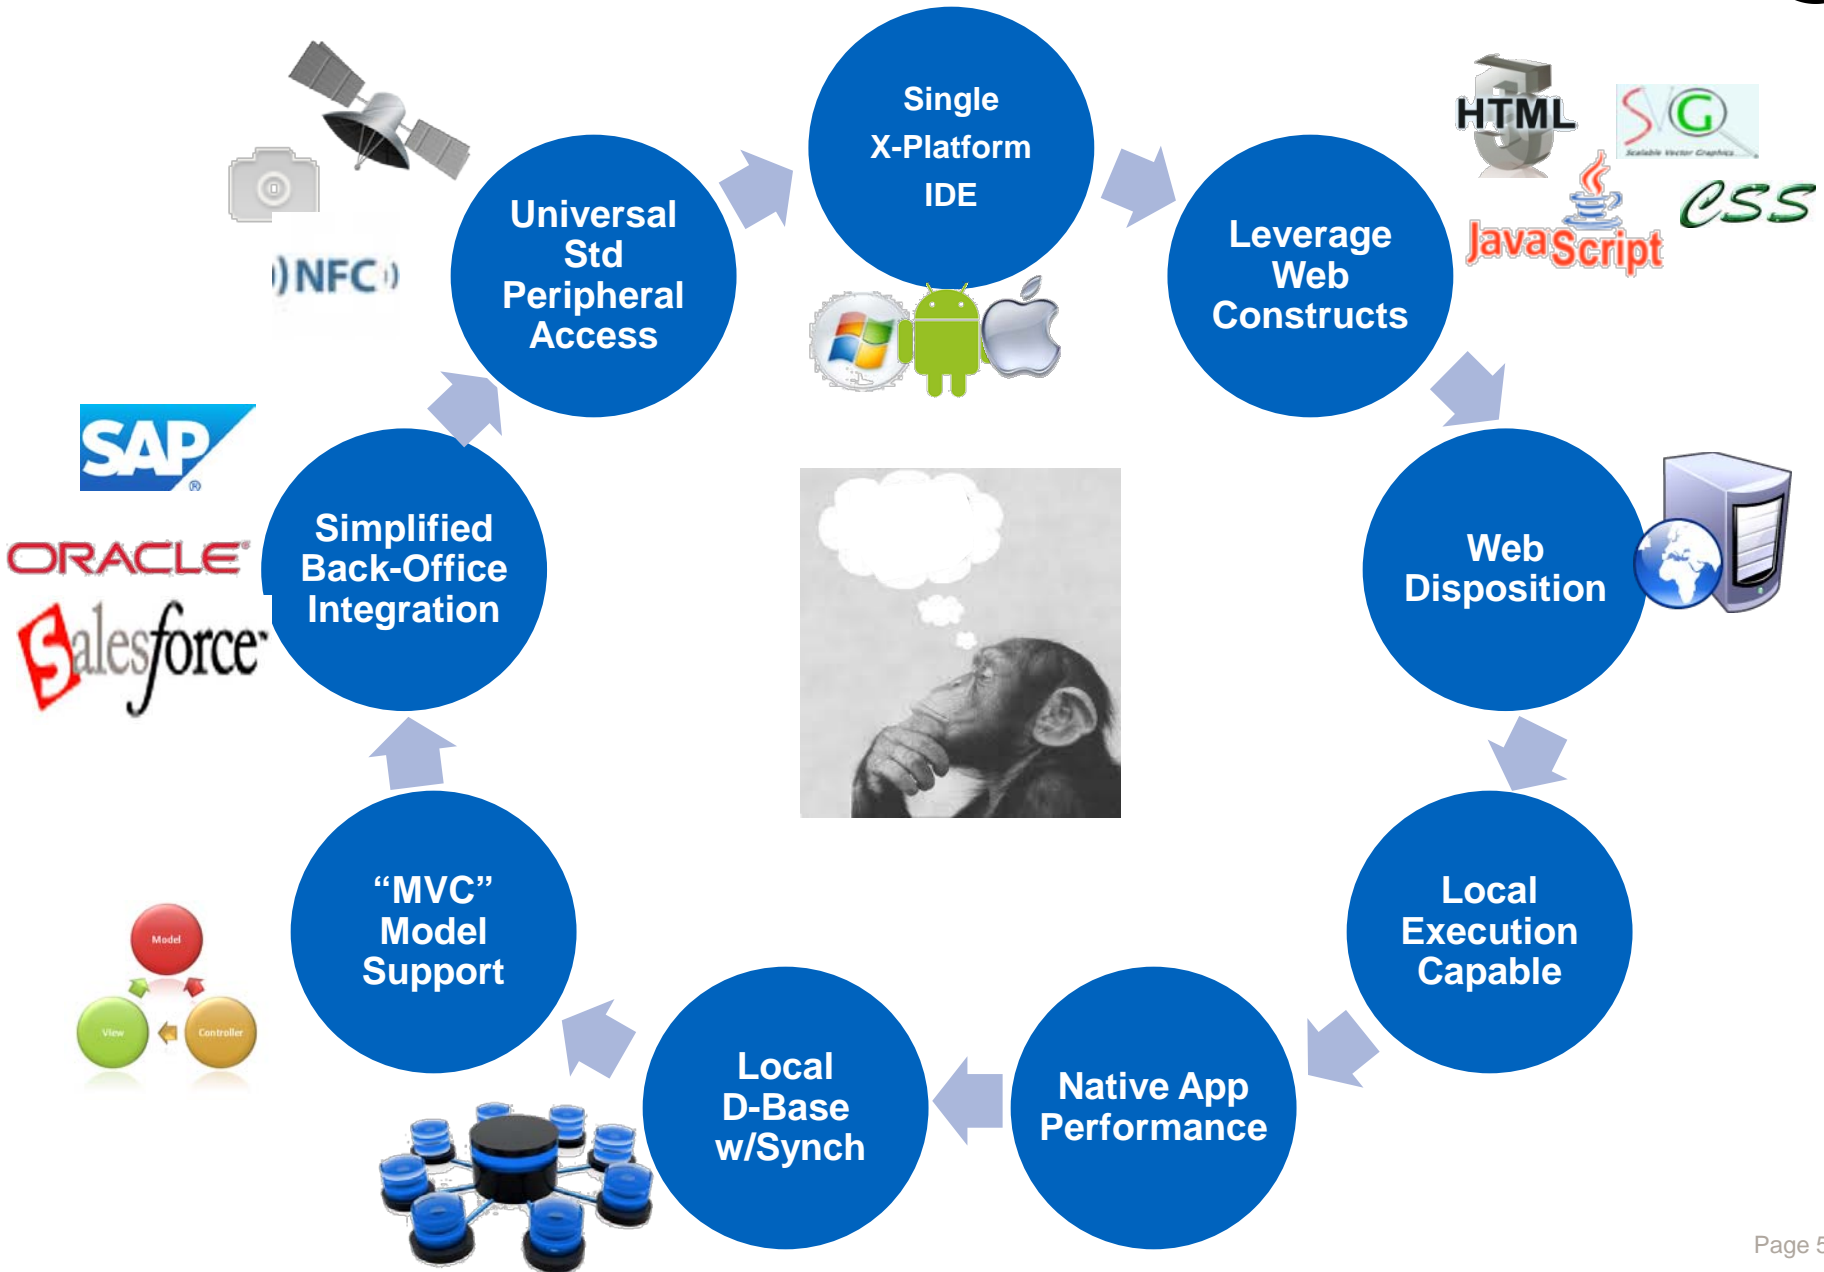 Single
X-Platform
IDE
Leverage
Web
Constructs
HTML
5
SVG
Scalable Vector Graphics
JavaScript
CSS
Web
Disposition
Local
Execution
Capable
Native App
Performance
Local
D-Base
w/Synch
“MVC”
Model
Support
Model
View
Controller
Simplified
Back-Office
Integration
SAP
®
ORACLE®
Salesforce™
Universal
Std
Peripheral
Access
NFC
Page 5